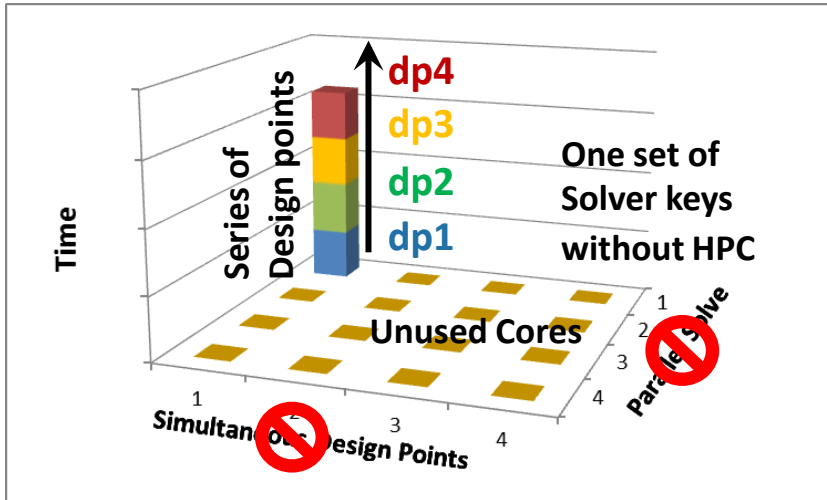 dp4
dp3
dp2
dp1
Series of
Design points
Time
One set of
Solver keys
without HPC
Unused Cores
1
2
3
4
Parallel Solve
1
3
4
Simultaneous Design Points